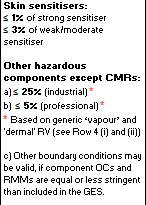 Skin sensitisers:
≤ 1% of strong sensitiser
≤ 3% of weak/moderate
sensitiser
Other hazardous
components except CMRs:
a) ≤ 25% (industrial)*
b) ≤ 5% (professional)*
* Based on generic ‘vapour’ and
‘dermal’ RV (see Row 4 (i) and (ii))
c) Other boundary conditions may
be valid, if component OCs and
RMMs are equal or less stringent
than included in the GES.